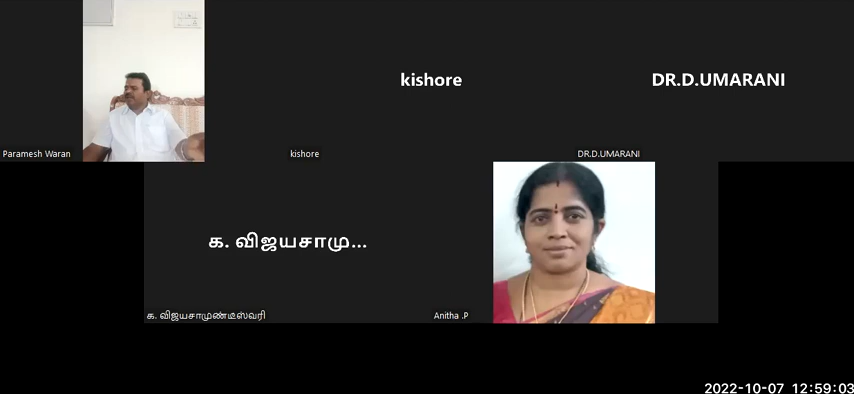 kishore
DR.D.UMARANI
Paramesh Waran
kishore
DR.D.UMARANI
க. விஜயசாமு...
க. விஜயசாமுண்டீஸ்வரி
Anitha .P
2022-10-07 12:59:03